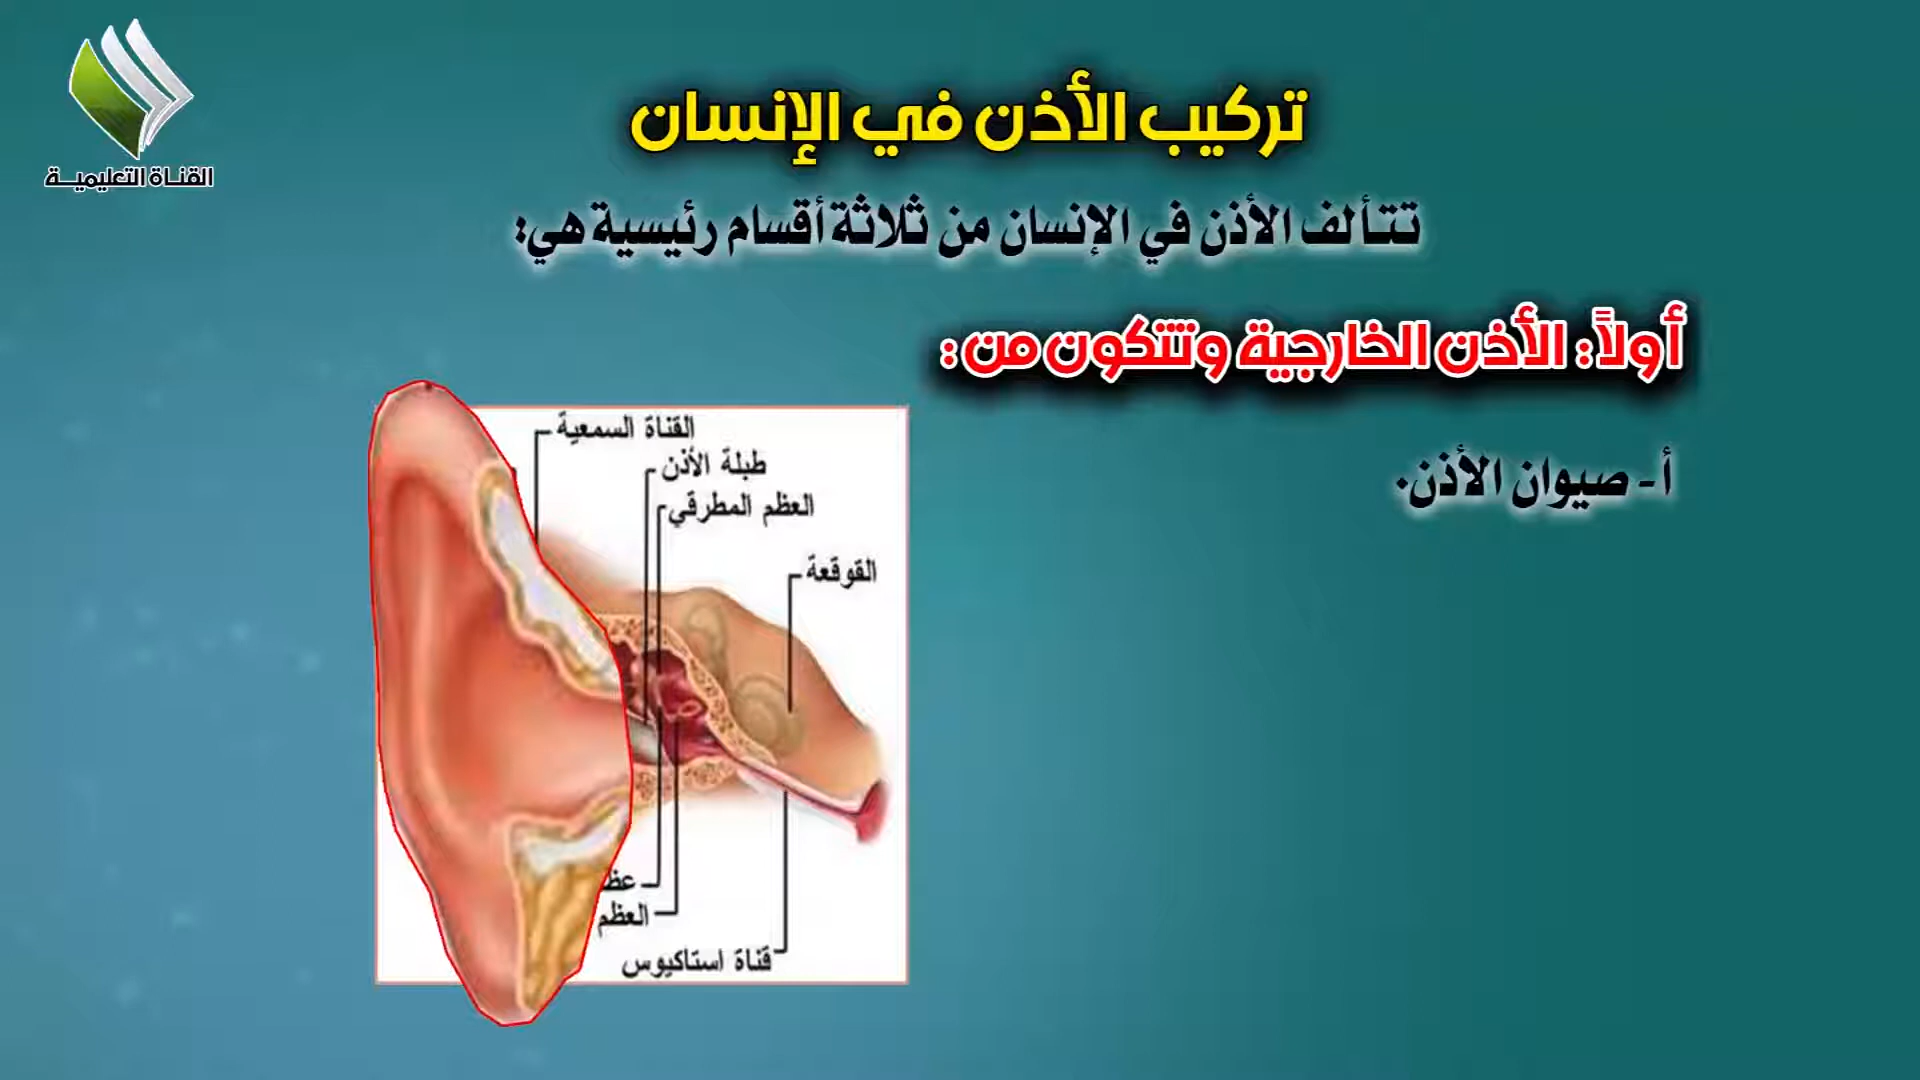 القناة التعليمية
تركيب الأذن في الإنسان
تتألف الأذن في الإنسان من ثلاثة أقسام رئيسية هي:
أولاً: الأذن الخارجية وتتكون من:
أ- صيوان الأذن.
القناة السمعية
طبلة الأذن
العظم المطرقي
القوقعة
عظ
العظم
قناة استاكيوس